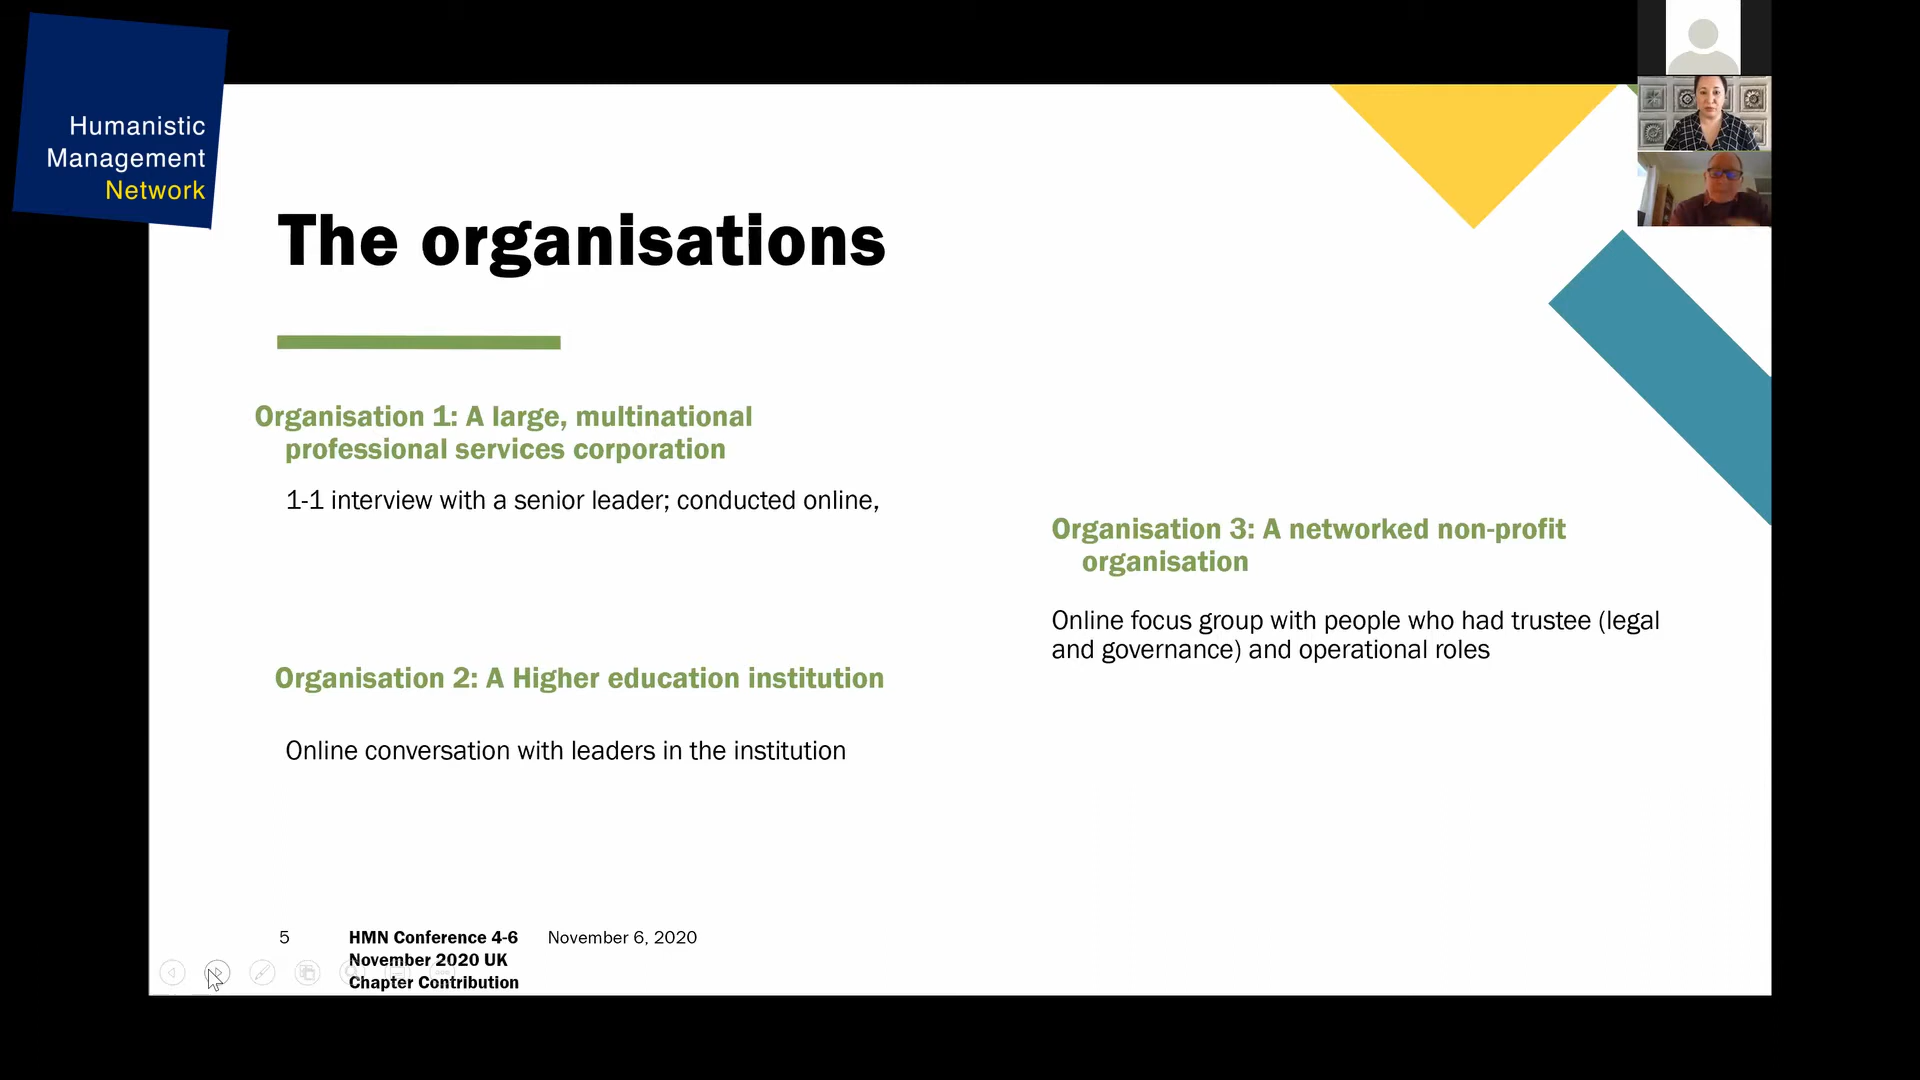 Humanistic
Management
Network
The organisations
Organisation 1: A large, multinational
professional services corporation
1-1 interview with a senior leader; conducted online,
Organisation 2: A Higher education institution
Online conversation with leaders in the institution
Organisation 3: A networked non-profit
organisation
Online focus group with people who had trustee (legal
and governance) and operational roles
5
HMN Conference 4-6
November 2020 UK
Chapter Contribution
November 6, 2020